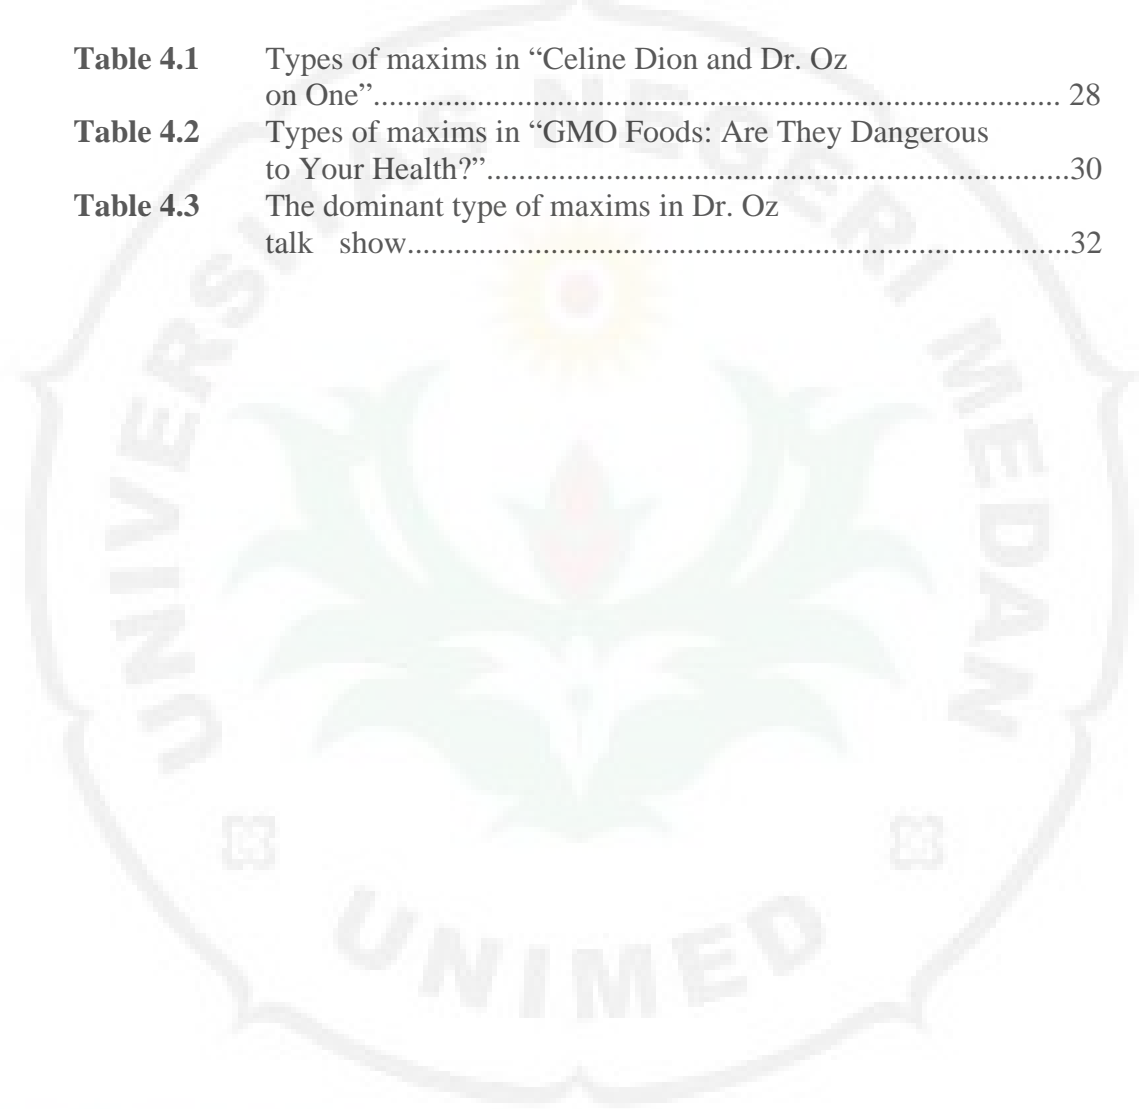 Table 4.1 Types of maxims in “Celine Dion and Dr. Oz
on One”..................................................................................... 28
Table 4.2 Types of maxims in “GMO Foods: Are They Dangerous
to Your Health?”........................................................................30
Table 4.3 The dominant type of maxims in Dr. Oz
talk show..................................................................................32
UNIVERSITAS NEGERI MEDAN
UNIMED